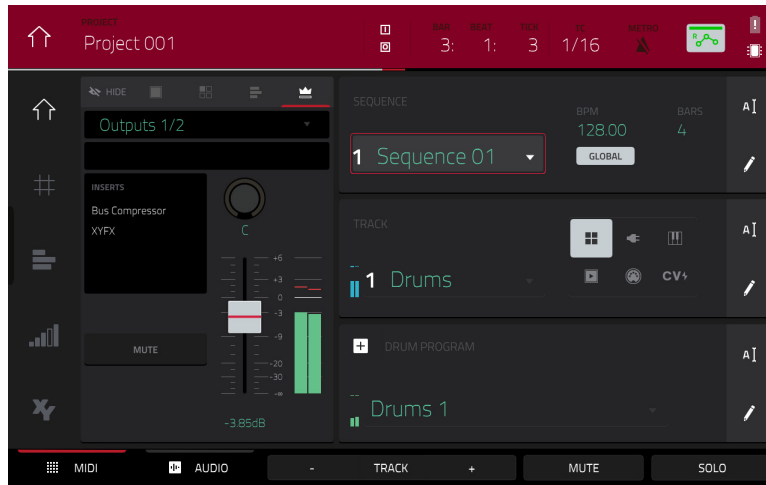 PROJECT
Project 001
BAR BEAT TICK TC METRO
3: 1: 3 1/16
R
HIDE
Outputs 1/2
INSERTS
Bus Compressor
XYFX
C
+6
+3
0
-3
-9
-20
-30
-∞
MUTE
-3.85dB
SEQUENCE
1 Sequence 01
BPM
128.00
GLOBAL
BARS
4
TRACK
1 Drums
CV
DRUM PROGRAM
Drums 1
A
A
A
XY
MIDI AUDIO - TRACK + MUTE SOLO